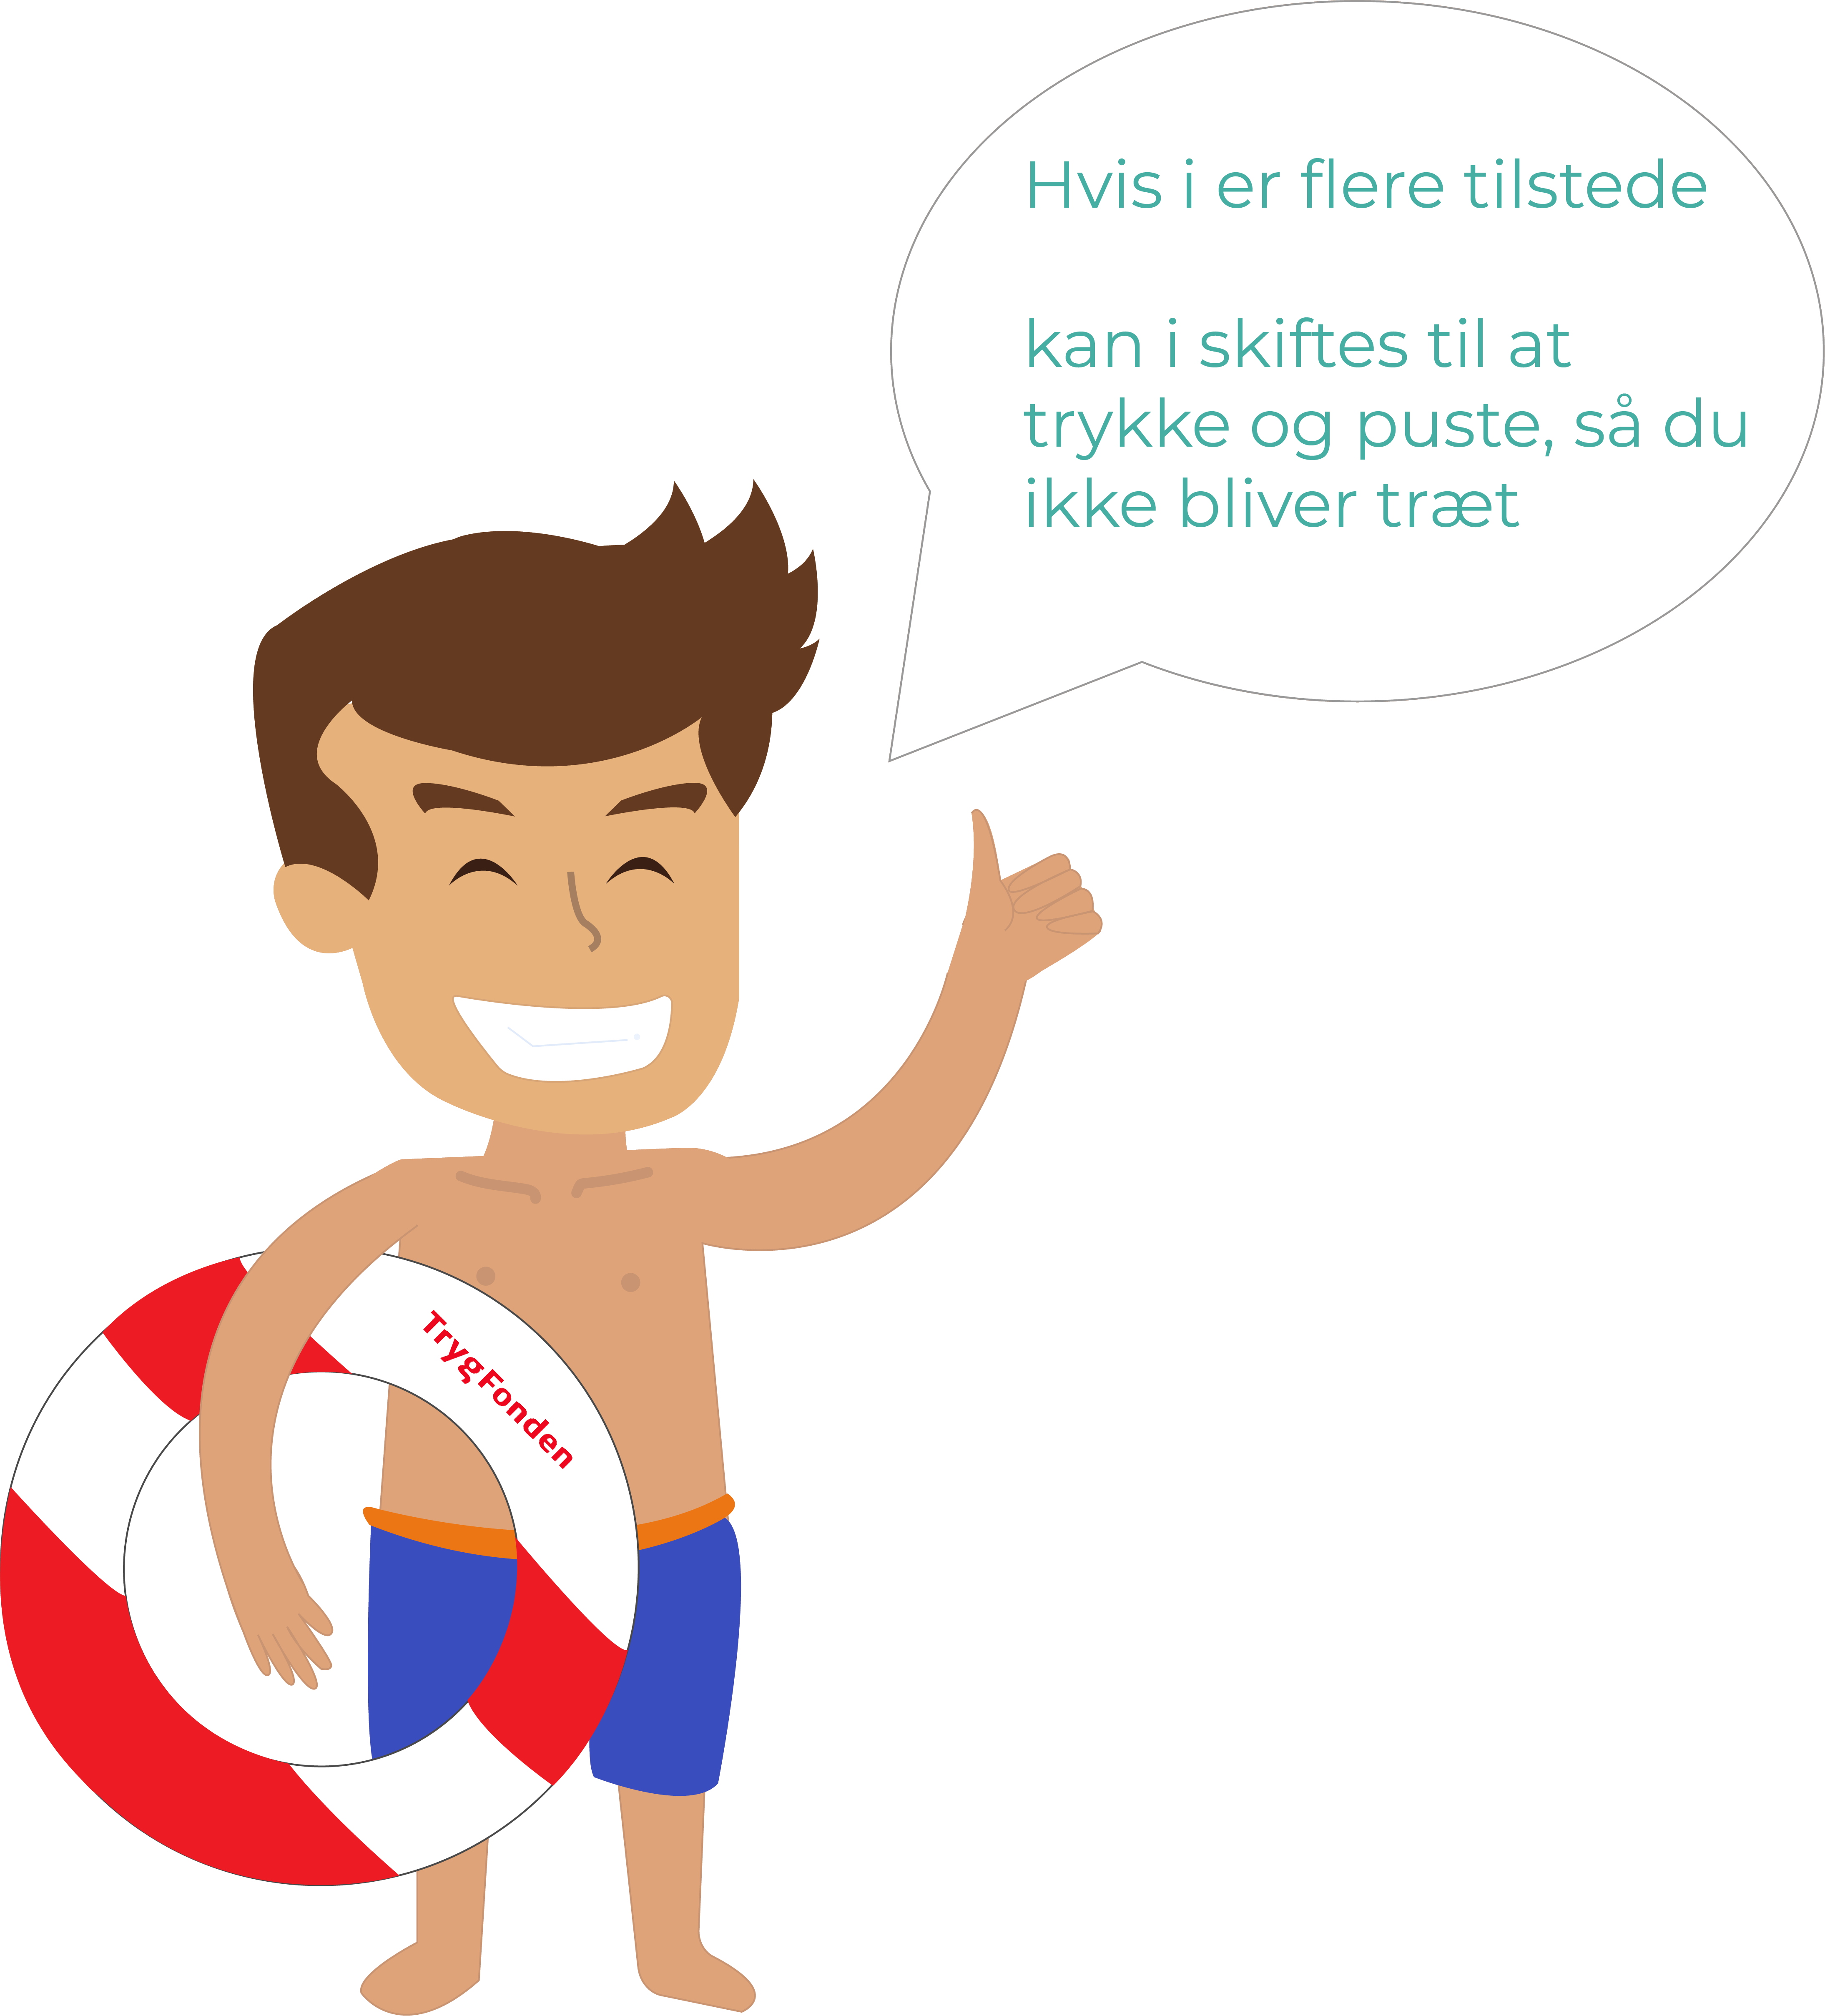 Hvis i er flere tilstede
kan i skiftes til at
trykke og puste, så du
ikke bliver træt
TrygFonden